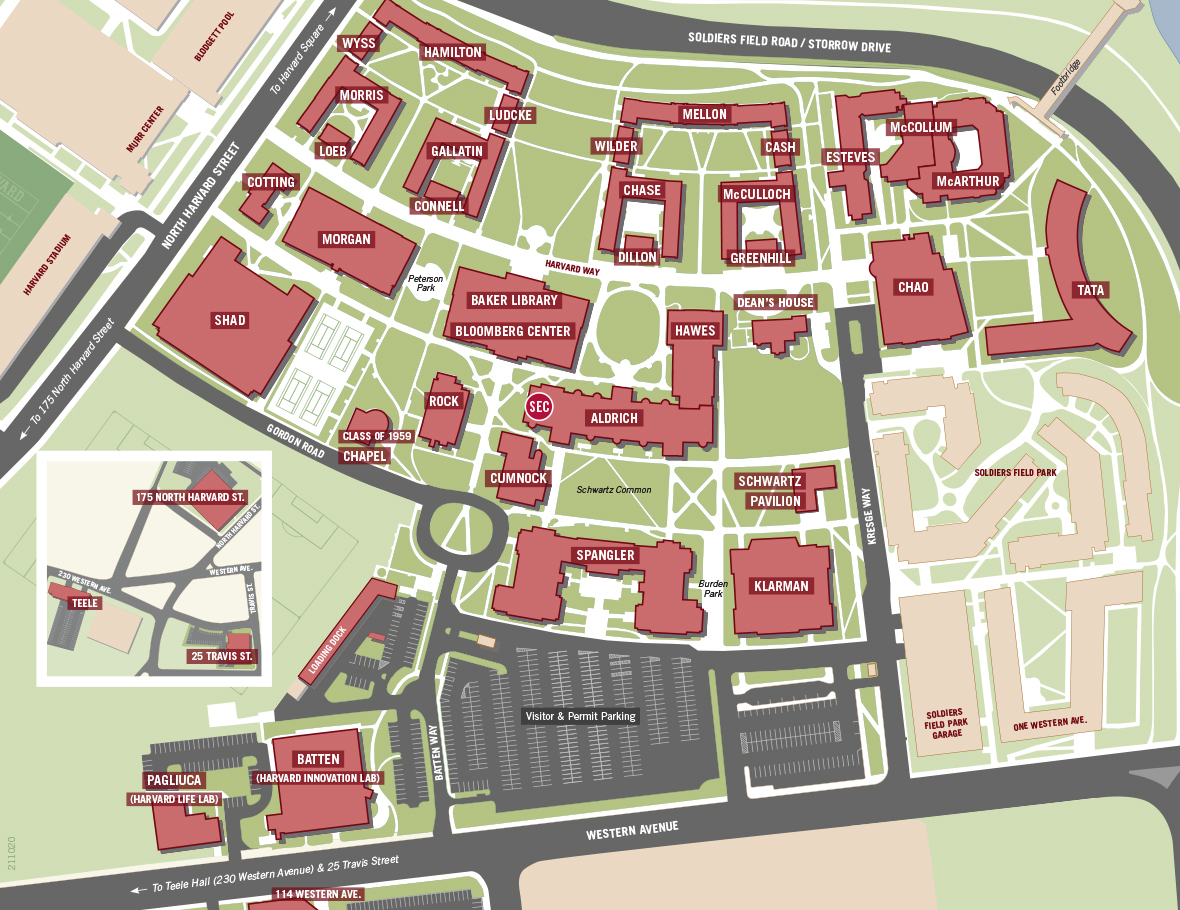 BLODGETT POOL
To Harvard Square
WYSS
HAMILTON
SOLDIERS FIELD ROAD / STORROW DRIVE
Footbridge
MURR CENTER
MORRIS
LUDCKE
MELLON
McCOLLUM
LOEB
GALLATIN
WILDER
CASH
ESTEVES
COTTING
CONNELL
CHASE
McCULLOCH
McARTHUR
NORTH HARVARD STREET
HARVARD STADIUM
MORGAN
DILLON
GREENHILL
HARVARD WAY
Peterson
Park
CHAO
TATA
BAKER LIBRARY
BLOOMBERG CENTER
DEAN'S HOUSE
SHAD
HAWES
To 175 North Harvard Street
ROCK
SEC
ALDRICH
GORDON ROAD
CLASS OF 1959
CHAPEL
CUMNOCK
Schwartz Common
SCHWARTZ
PAVILION
SOLDIERS FIELD PARK
KRESGE WAY
175 NORTH HARVARD ST.
NORTH HARVARD ST.
WESTERN AVE.
230 WESTERN AVE.
TRAVIS ST.
TEELE
25 TRAVIS ST.
SPANGLER
Burden
Park
KLARMAN
LOADING DOCK
Visitor & Permit Parking
SOLDIERS
FIELD PARK
GARAGE
ONE WESTERN AVE.
BATTEN WAY
BATTEN
(HARVARD INNOVATION LAB)
PAGLIUCA
(HARVARD LIFE LAB)
WESTERN AVENUE
To Teele Hall (230 Western Avenue) & 25 Travis Street
114 WESTERN AVE.
211020